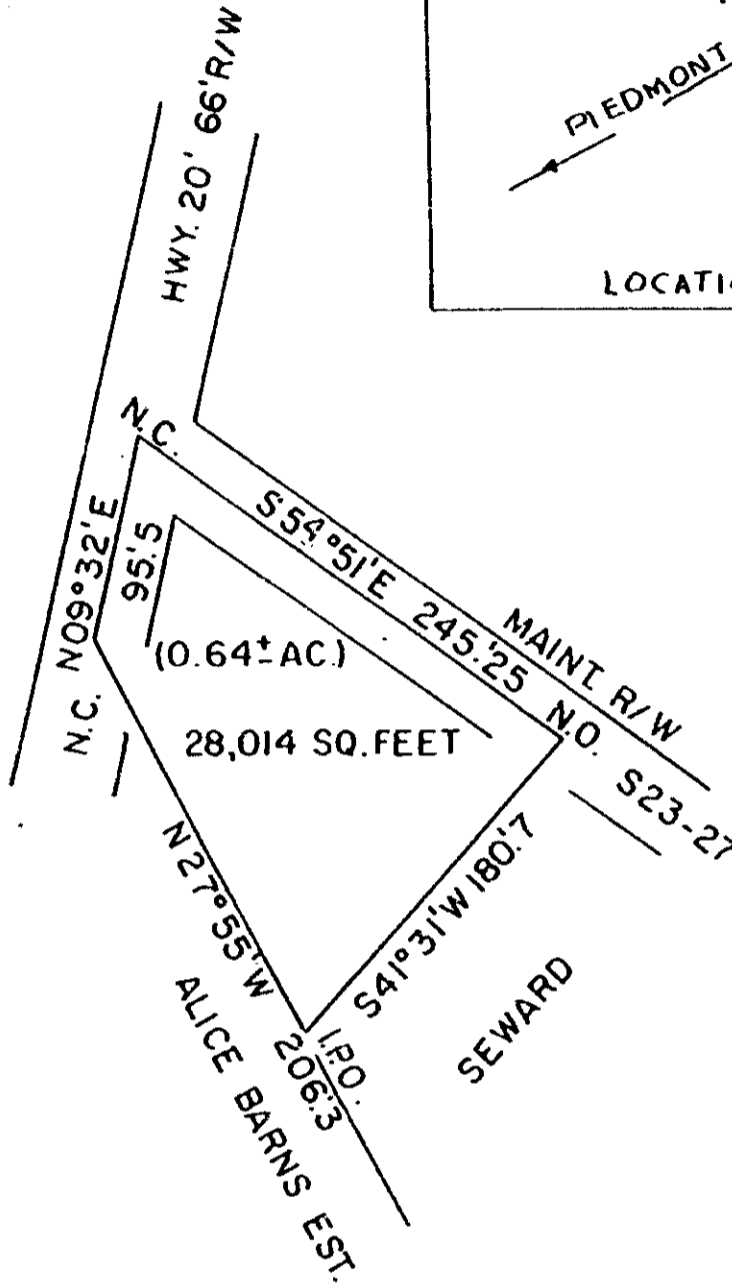 HWY. 20' 66' R/W
PIEDMONT
LOCATI
N.C.
N09°32'E
95.'5
S54°51'E 245.'25
MAINT. R/W
N.O.
S23-27
(0.64± AC.)
28,014 SQ. FEET
N.C.
N27°55'W
206.'3
S41°31'W 180.'7
I.P.O.
SEWARD
ALICE BARNS EST.